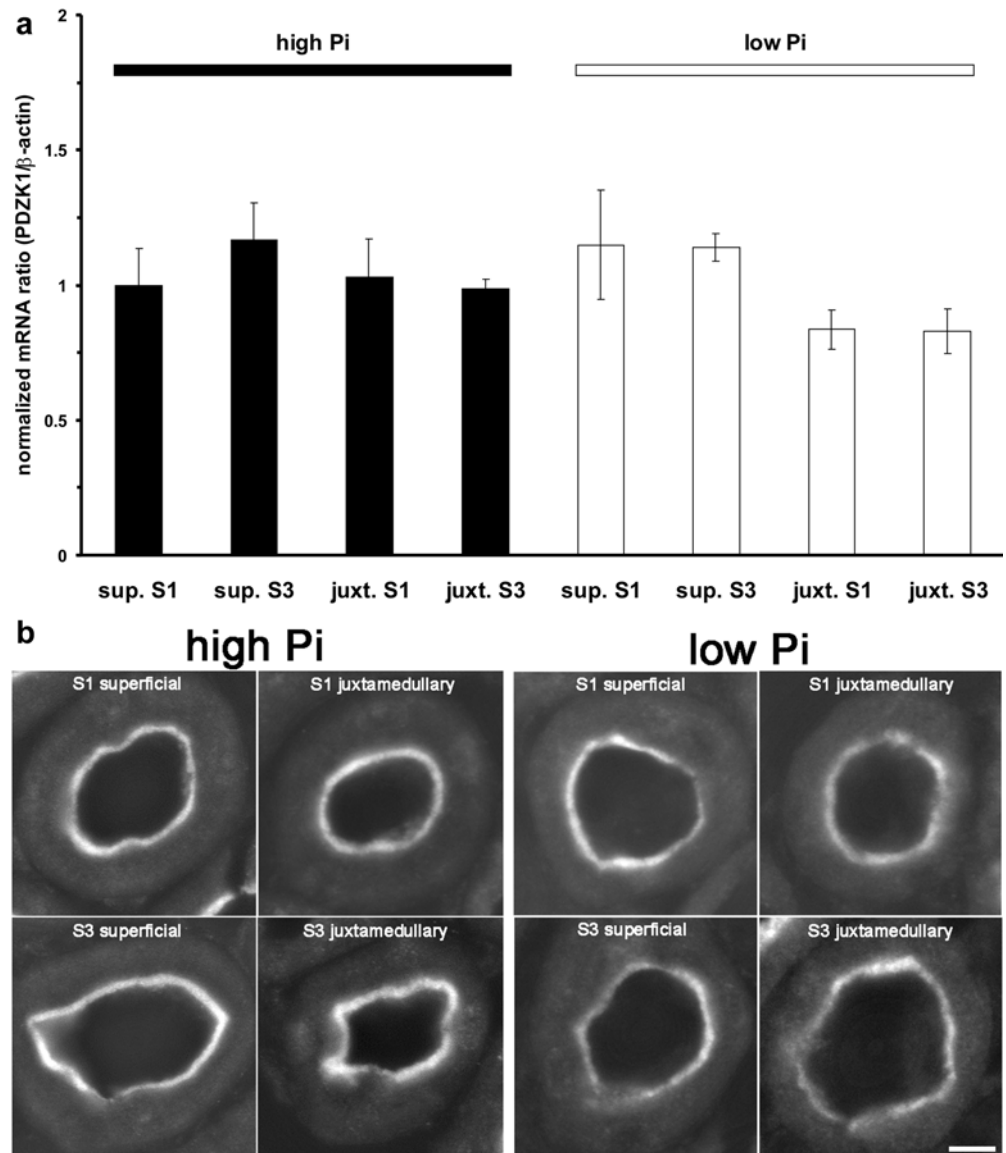 a
high Pi low Pi
normalized mRNA ratio (PDZK1/β-actin)
2
1.5
1
0.5
0
sup. S1 sup. S3 juxt. S1 juxt. S3 sup. S1 sup. S3 juxt. S1 juxt. S3
b
high Pi low Pi
S1 superficial S1 juxtamedullary S1 superficial S1 juxtamedullary
S3 superficial S3 juxtamedullary S3 superficial S3 juxtamedullary